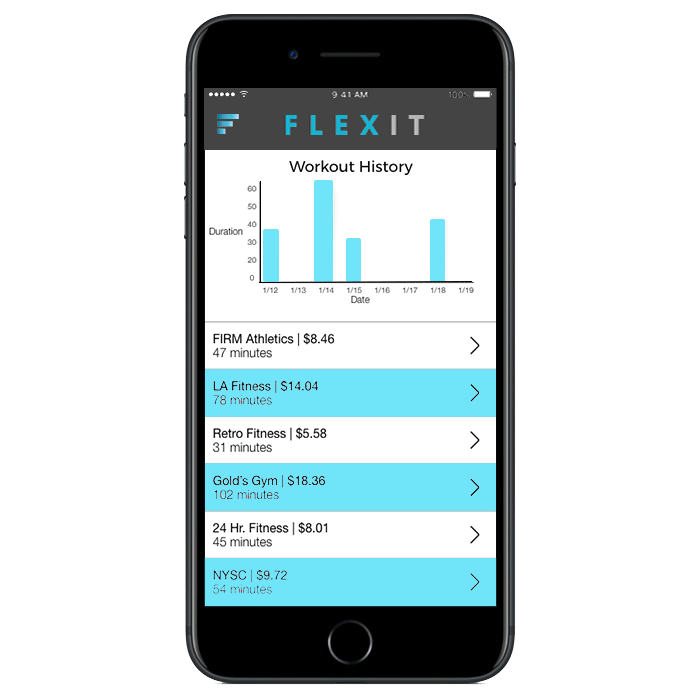 9 41 AM
100%
FLEXIT
Workout History
60
50
40
30
20
0
Duration
1/12 1/13 1/14 1/15 1/16 1/17 1/18 1/19
Date
FIRM Athletics | $8.46
47 minutes
LA Fitness | $14.04
78 minutes
Retro Fitness | $5.58
31 minutes
Gold's Gym | $18.36
102 minutes
24 Hr. Fitness | $8.01
45 minutes
NYSC | $9.72
54 minutes